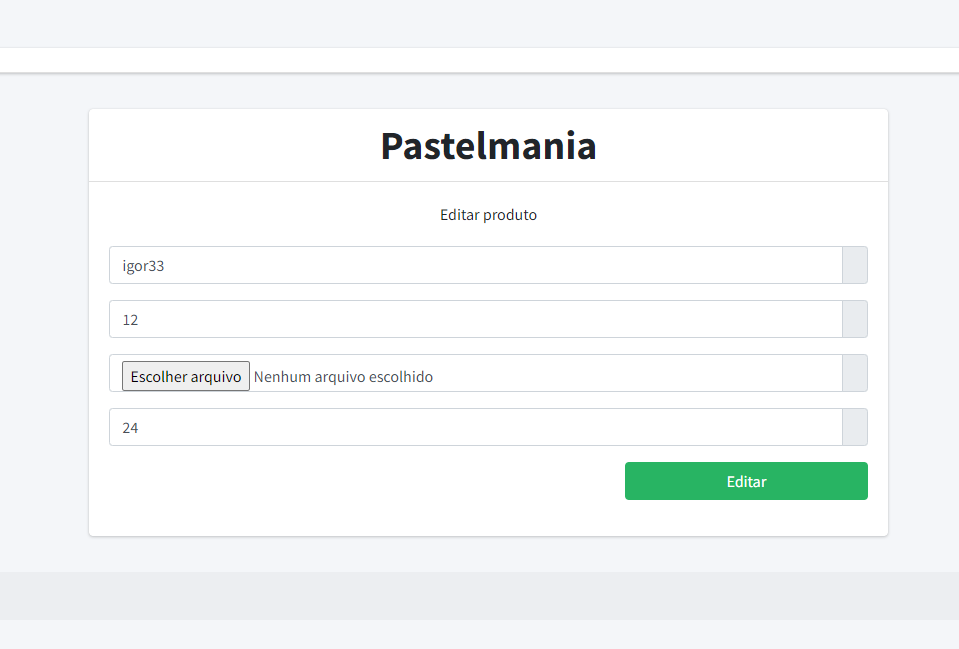 Pastelmania
Editar produto
igor33
12
Escolher arquivo Nenhum arquivo escolhido
24
Editar